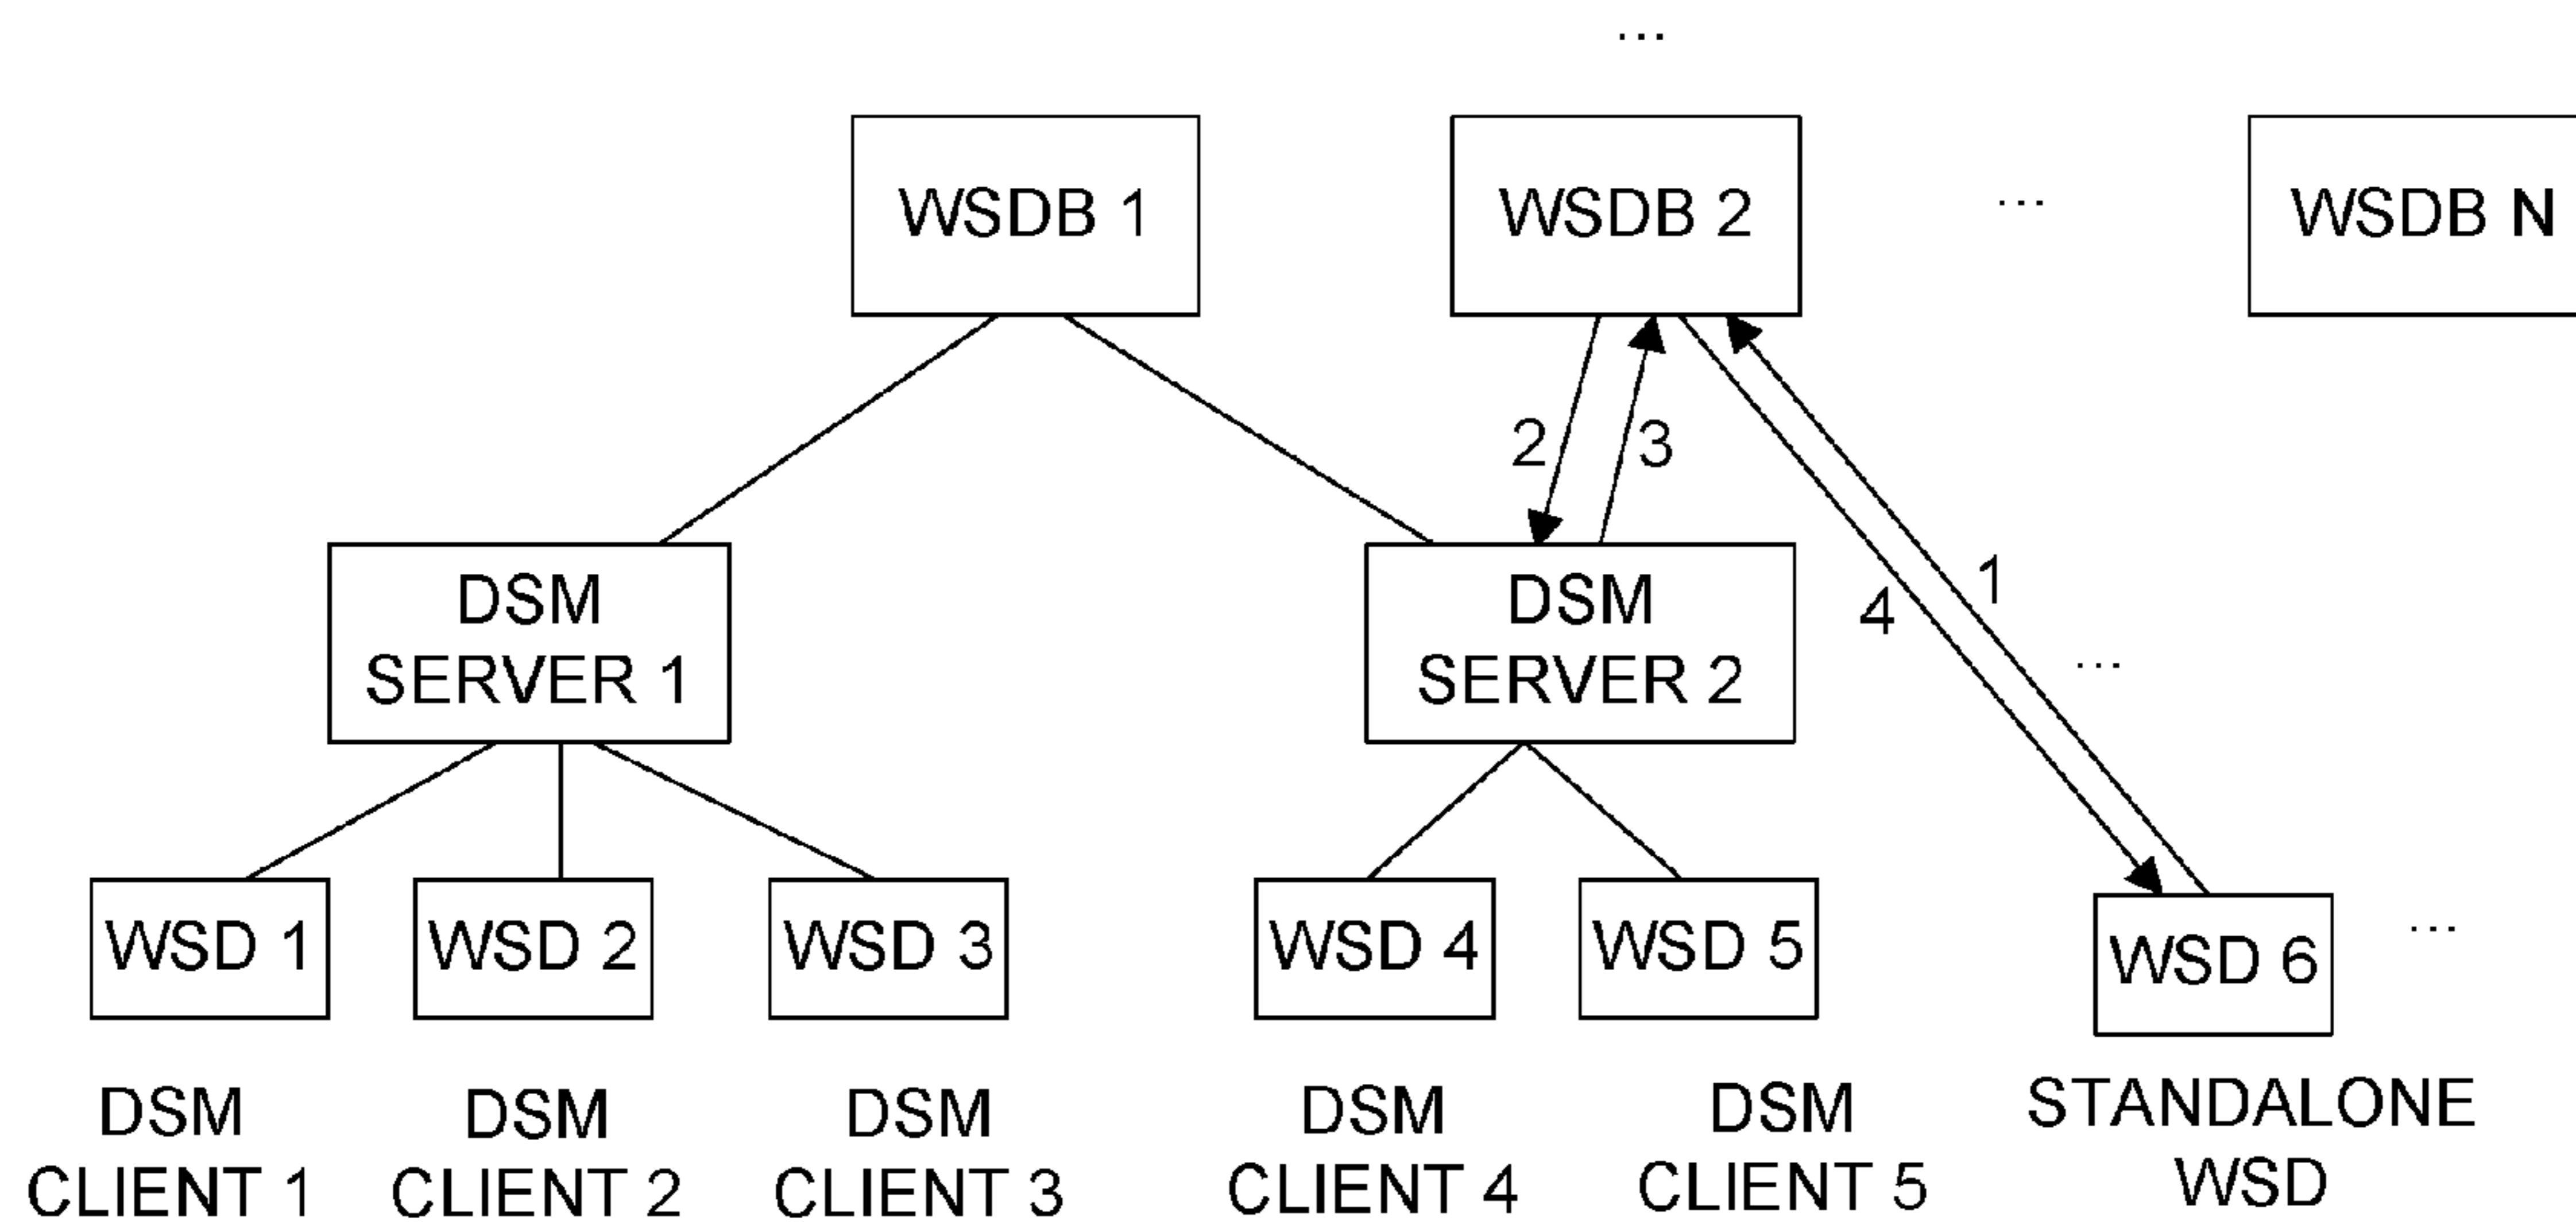 ...
WSDB 1
WSDB 2
...
WSDB N
2
3
1
4
DSM
SERVER 1
DSM
SERVER 2
...
WSD 1
WSD 2
WSD 3
WSD 4
WSD 5
WSD 6
...
DSM
CLIENT 1
DSM
CLIENT 2
DSM
CLIENT 3
DSM
CLIENT 4
DSM
CLIENT 5
STANDALONE
WSD